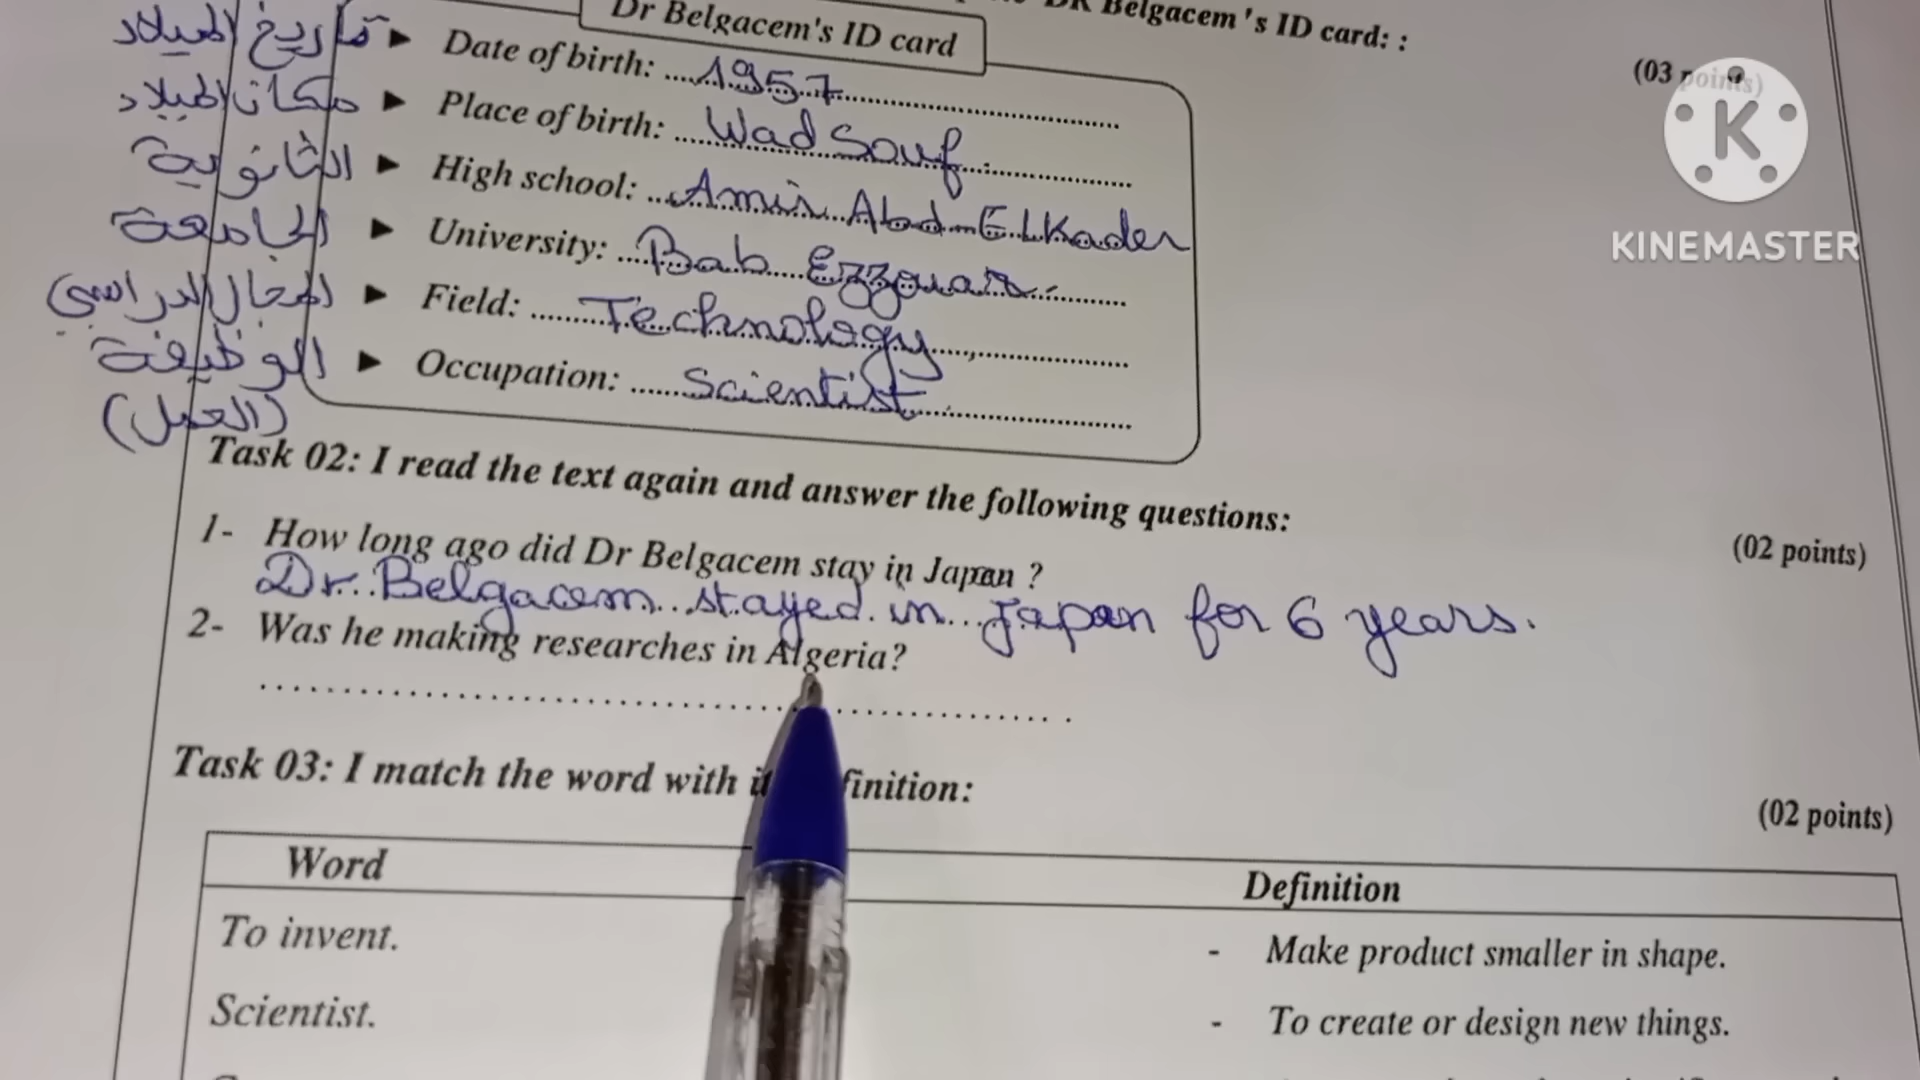 DR Belgacem's ID card: :
(03 points)
Dr Belgacem's ID card
تاريخ الميلاد ► Date of birth: ....1957....
مكان الميلاد ► Place of birth: ...Wad Souf...
الثانوية ► High school: ...Amir Abd-ElKader
الجامعة ► University: ...Bab Ezzouar...
المجال الدراسي ► Field: ...Technology...
الوظيفة ► Occupation: ...Scientist...
(العمل)
Task 02: I read the text again and answer the following questions:
(02 points)
1- How long ago did Dr Belgacem stay in Japan ?
Dr. Belgacem stayed in Japan for 6 years.
2- Was he making researches in Algeria?
Task 03: I match the word with
finition:
(02 points)
Word Definition
To invent. - Make product smaller in shape.
Scientist. - To create or design new things.
K
KINEMASTER